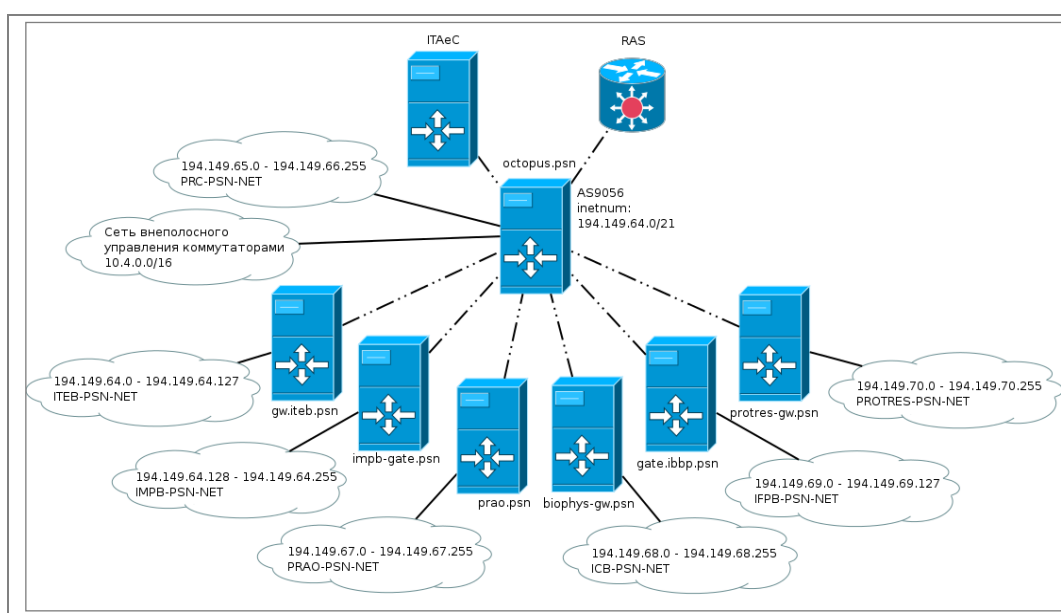 ITAeC
RAS
octopus.psn
194.149.65.0 - 194.149.66.255
PRC-PSN-NET
AS9056
inetnum:
194.149.64.0/21
Сеть внеполосного
управления коммутаторами
10.4.0.0/16
194.149.64.0 - 194.149.64.127
ITEB-PSN-NET
gw.iteb.psn
194.149.70.0 - 194.149.70.255
PROTRES-PSN-NET
protres-gw.psn
194.149.64.128 - 194.149.64.255
IMPB-PSN-NET
impb-gate.psn
gate.ibbp.psn
194.149.69.0 - 194.149.69.127
IFPB-PSN-NET
prao.psn
biophys-gw.psn
194.149.67.0 - 194.149.67.255
PRAO-PSN-NET
194.149.68.0 - 194.149.68.255
ICB-PSN-NET